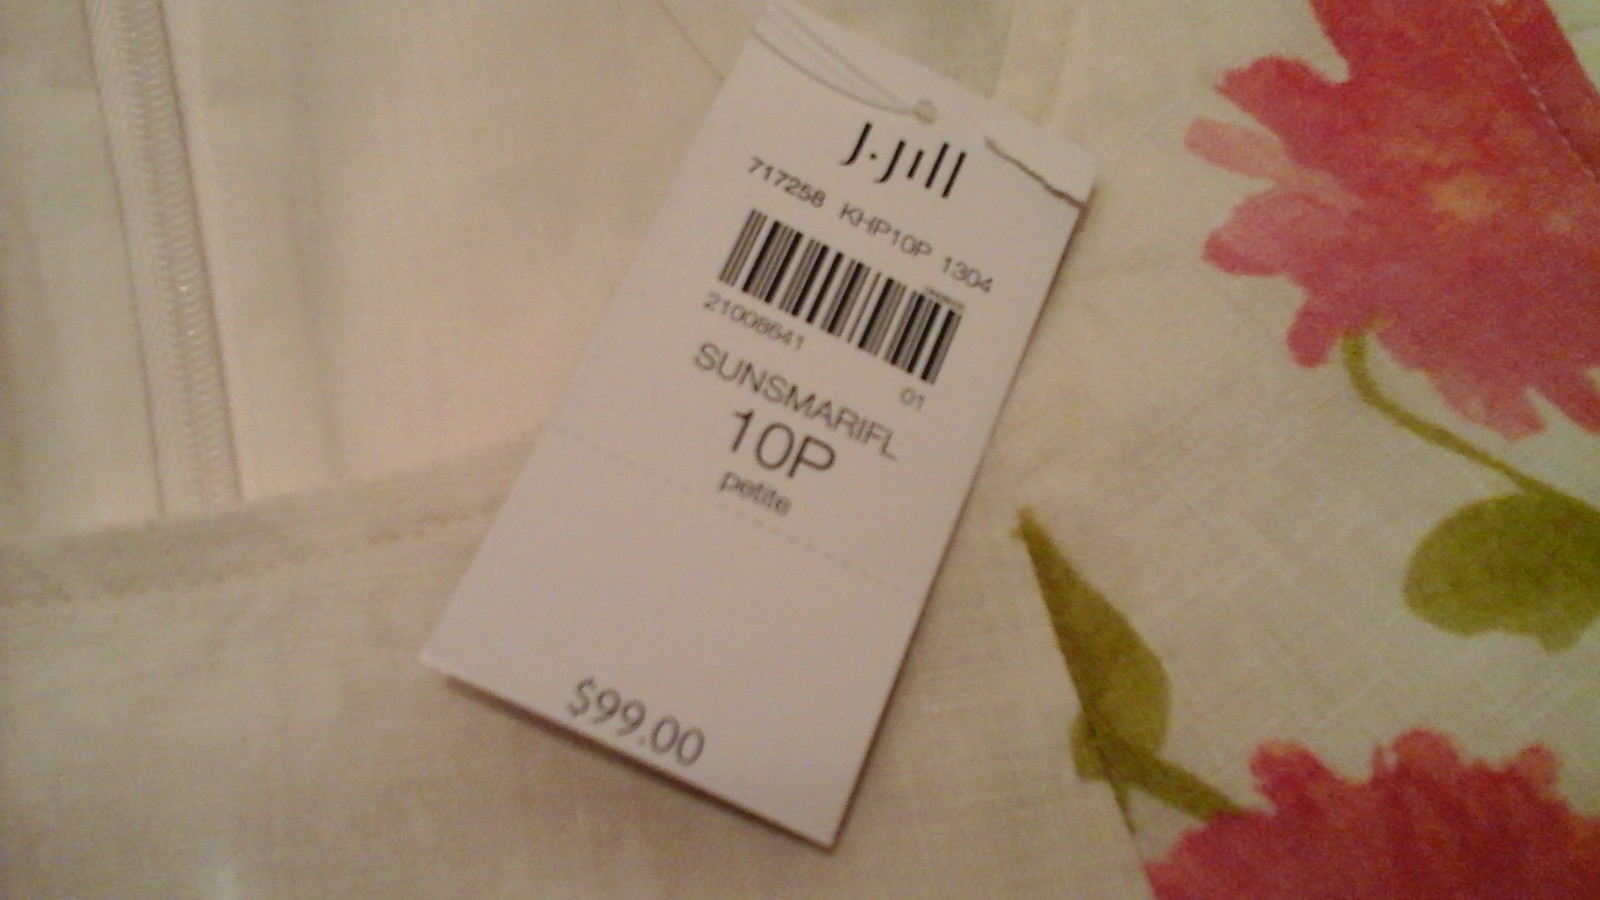 J.Jill
717258 KHP10P 1304
21008641
01
SUNSMARIFL
10P
petite
$99.00